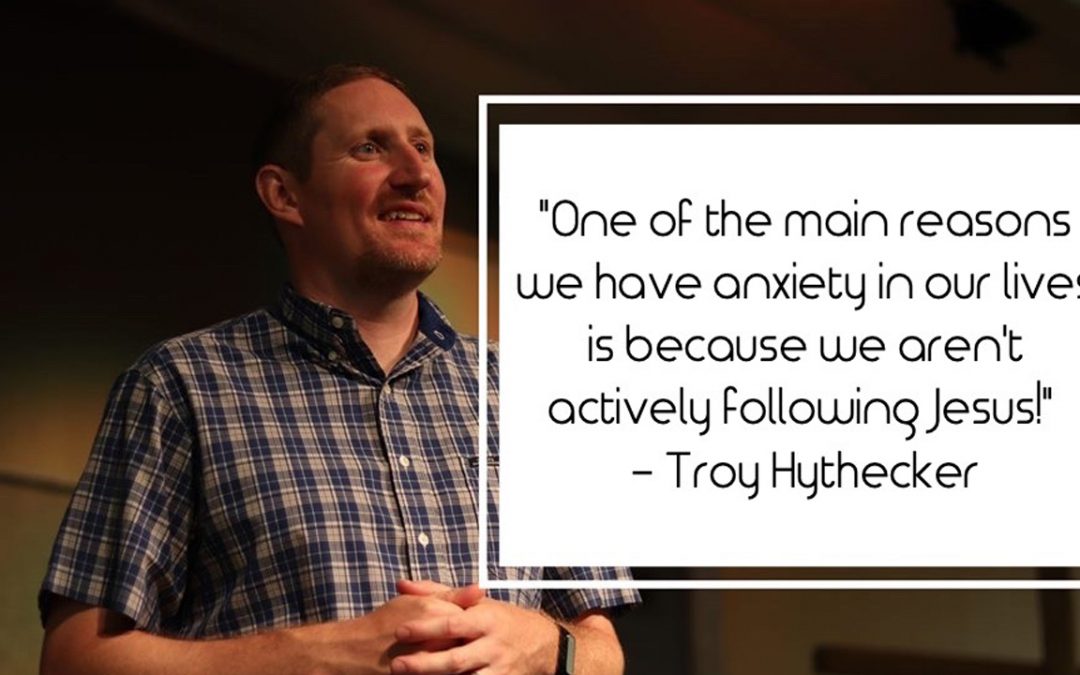 "One of the main reasons
we have anxiety in our lives
is because we aren't
actively following Jesus!"
- Troy Hythecker